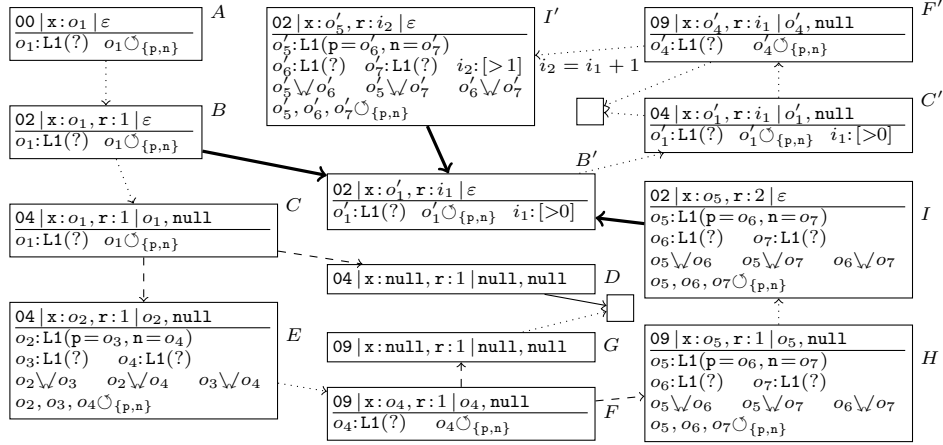 A
00 | x:o₁ | ε
o₁:L1(?) o₁↺{p,n}
B
02 | x:o₁, r:1 | ε
o₁:L1(?) o₁↺{p,n}
C
04 | x:o₁, r:1 | o₁, null
o₁:L1(?) o₁↺{p,n}
E
04 | x:o₂, r:1 | o₂, null
o₂:L1(p=o₃, n=o₄)
o₃:L1(?) o₄:L1(?)
o₂\↙/o₃ o₂\↙/o₄ o₃\↙/o₄
o₂, o₃, o₄↺{p,n}
I′
02 | x:o′₅, r:i₂ | ε
o′₅:L1(p=o′₆, n=o′₇)
o′₆:L1(?) o′₇:L1(?) i₂:[>1]
o′₅\↙/o′₆ o′₅\↙/o′₇ o′₆\↙/o′₇
o′₅, o′₆, o′₇↺{p,n}
i₂ = i₁ + 1
B′
02 | x:o′₁, r:i₁ | ε
o′₁:L1(?) o′₁↺{p,n} i₁:[>0]
D
04 | x:null, r:1 | null, null
G
09 | x:null, r:1 | null, null
F
09 | x:o₄, r:1 | o₄, null
o₄:L1(?) o₄↺{p,n}
F′
09 | x:o′₄, r:i₁ | o′₄, null
o′₄:L1(?) o′₄↺{p,n}
C′
04 | x:o′₁, r:i₁ | o′₁, null
o′₁:L1(?) o′₁↺{p,n} i₁:[>0]
I
02 | x:o₅, r:2 | ε
o₅:L1(p=o₆, n=o₇)
o₆:L1(?) o₇:L1(?)
o₅\↙/o₆ o₅\↙/o₇ o₆\↙/o₇
o₅, o₆, o₇↺{p,n}
H
09 | x:o₅, r:1 | o₅, null
o₅:L1(p=o₆, n=o₇)
o₆:L1(?) o₇:L1(?)
o₅\↙/o₆ o₅\↙/o₇ o₆\↙/o₇
o₅, o₆, o₇↺{p,n}